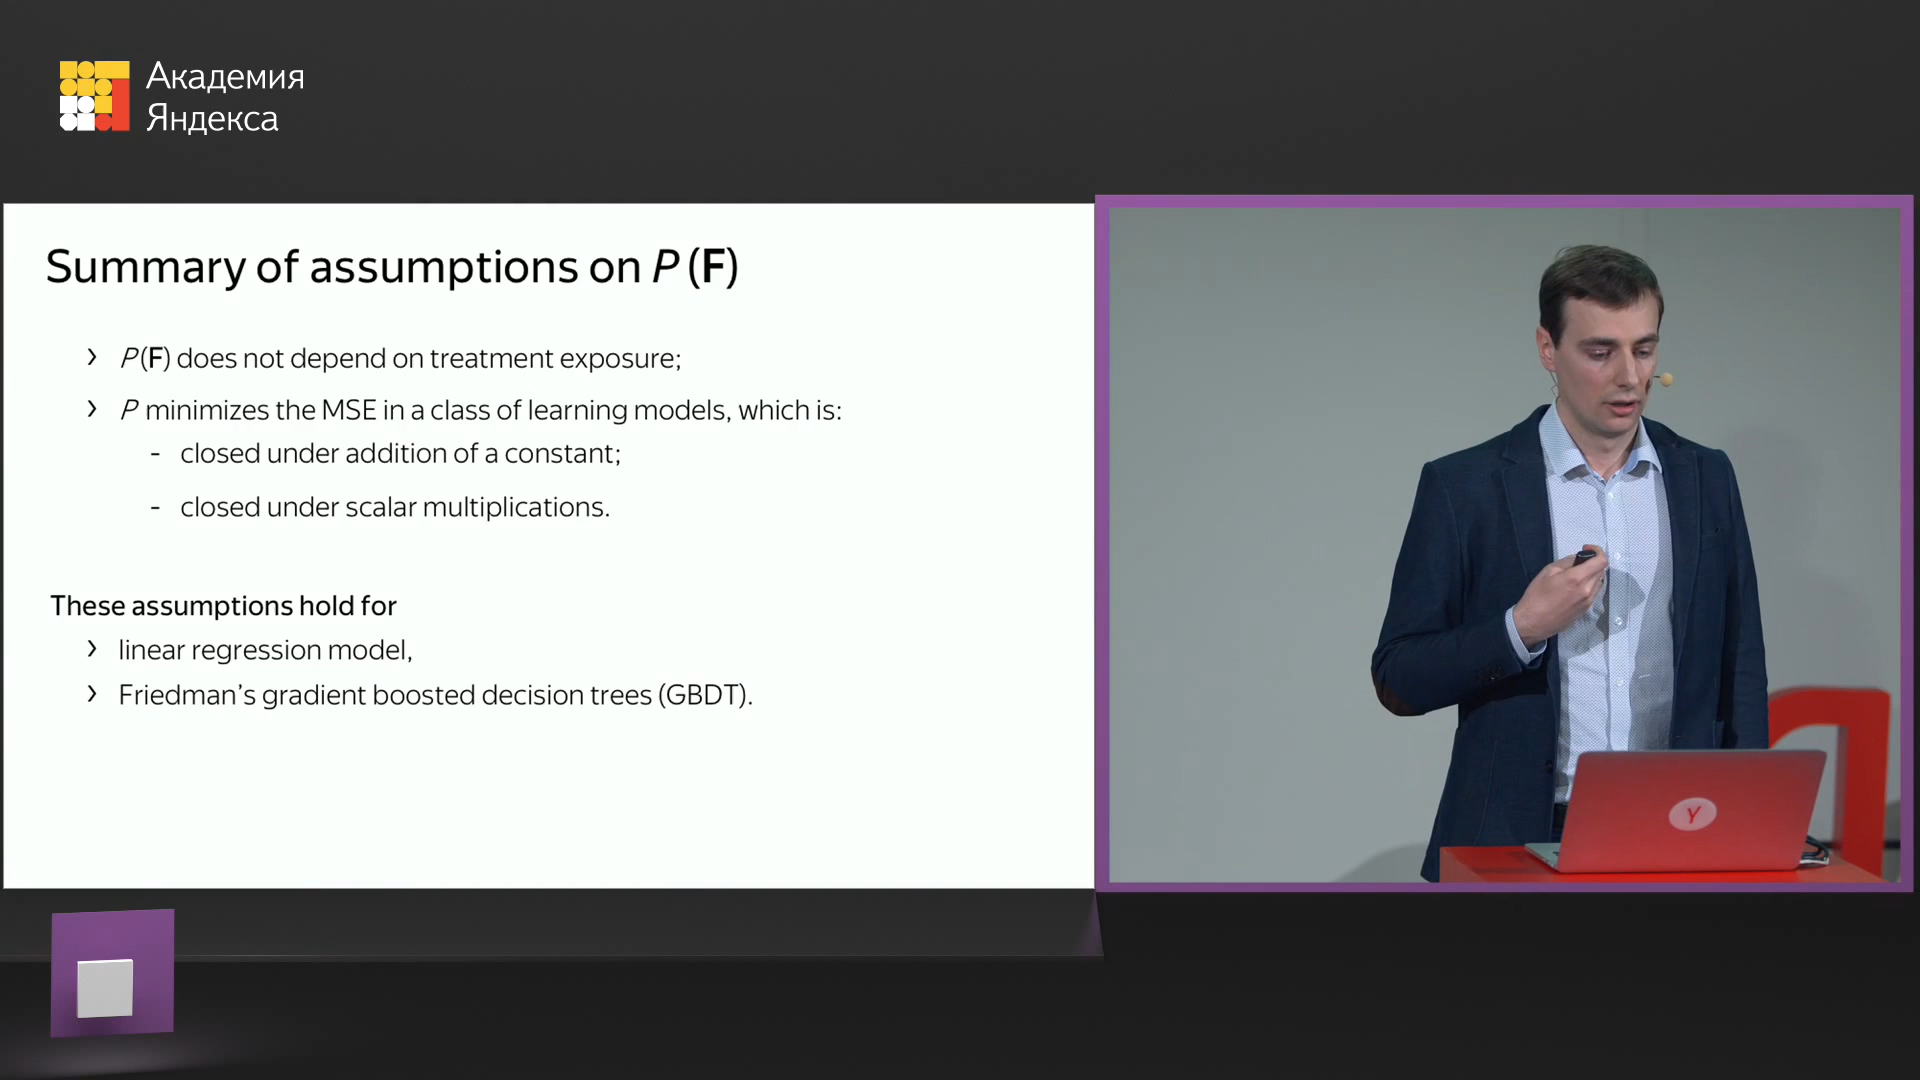 Академия
Яндекса
Summary of assumptions on P (F)
› P(F) does not depend on treatment exposure;
› P minimizes the MSE in a class of learning models, which is:
- closed under addition of a constant;
- closed under scalar multiplications.
These assumptions hold for
› linear regression model,
› Friedman’s gradient boosted decision trees (GBDT).
Y